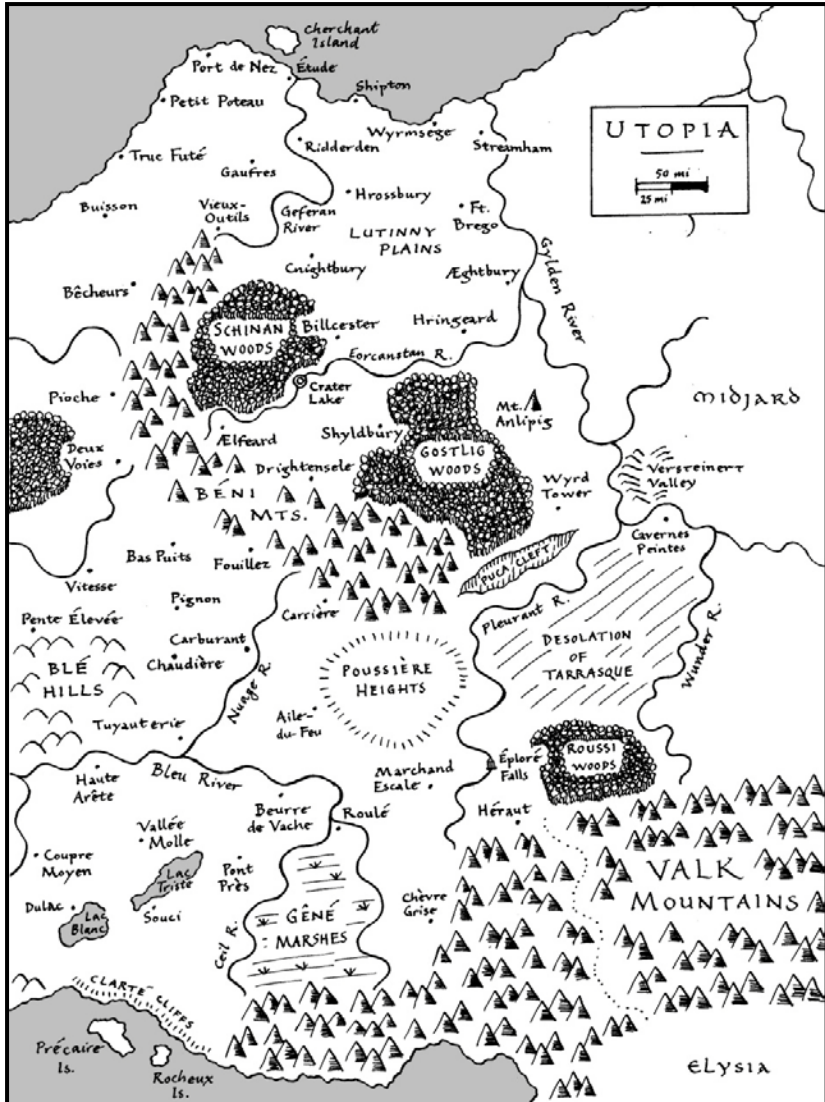 Cherchant
Island
Port de Nez
Étude
Petit Poteau
Shipton
Wyrmsege
Streamham
UTOPIA
50 mi
25 mi
Ridderden
Truc Futé
Gaufres
Buisson
Vieux-
Outils
Geferan
River
Hrossbury
Ft.
Brego
LUTINNY
PLAINS
Cnightbury
Æghtbury
Gylden River
Bêcheurs
SCHINAN
WOODS
Billcester
Hringeard
Eorcanstan R.
Crater
Lake
Pioche
Mt.
Anlipig
MIDJARD
Ælfeard
Shyldbury
GOSTLIG
WOODS
Deux
Voies
Drightensele
Wyrd
Tower
Versteinert
Valley
BÉNI
MTS.
Cavernes
Peintes
Bas Puits
Fouillez
PUCA CLEFT
Vitesse
Pignon
Carrière
Pleurant R.
Pente Élevée
Carburant
DESOLATION
OF
TARRASQUE
Wunder R.
BLÉ
HILLS
Chaudière
Nuage R.
POUSSIÈRE
HEIGHTS
Tuyauterie
Aile-
du-Feu
ROUSSI
WOODS
Éploré
Falls
Haute
Arête
Bleu River
Marchand
Escale
Beurre
de Vache
Roulé
Héraut
Vallée
Molle
Coupre
Moyen
Lac
Triste
Pont
Près
VALK
MOUNTAINS
Dulac
Lac
Blanc
Souci
Ceil R.
GÊNÉ
MARSHES
Chèvre
Grise
CLARTÉ CLIFFS
Précaire
Is.
Rocheux
Is.
ELYSIA